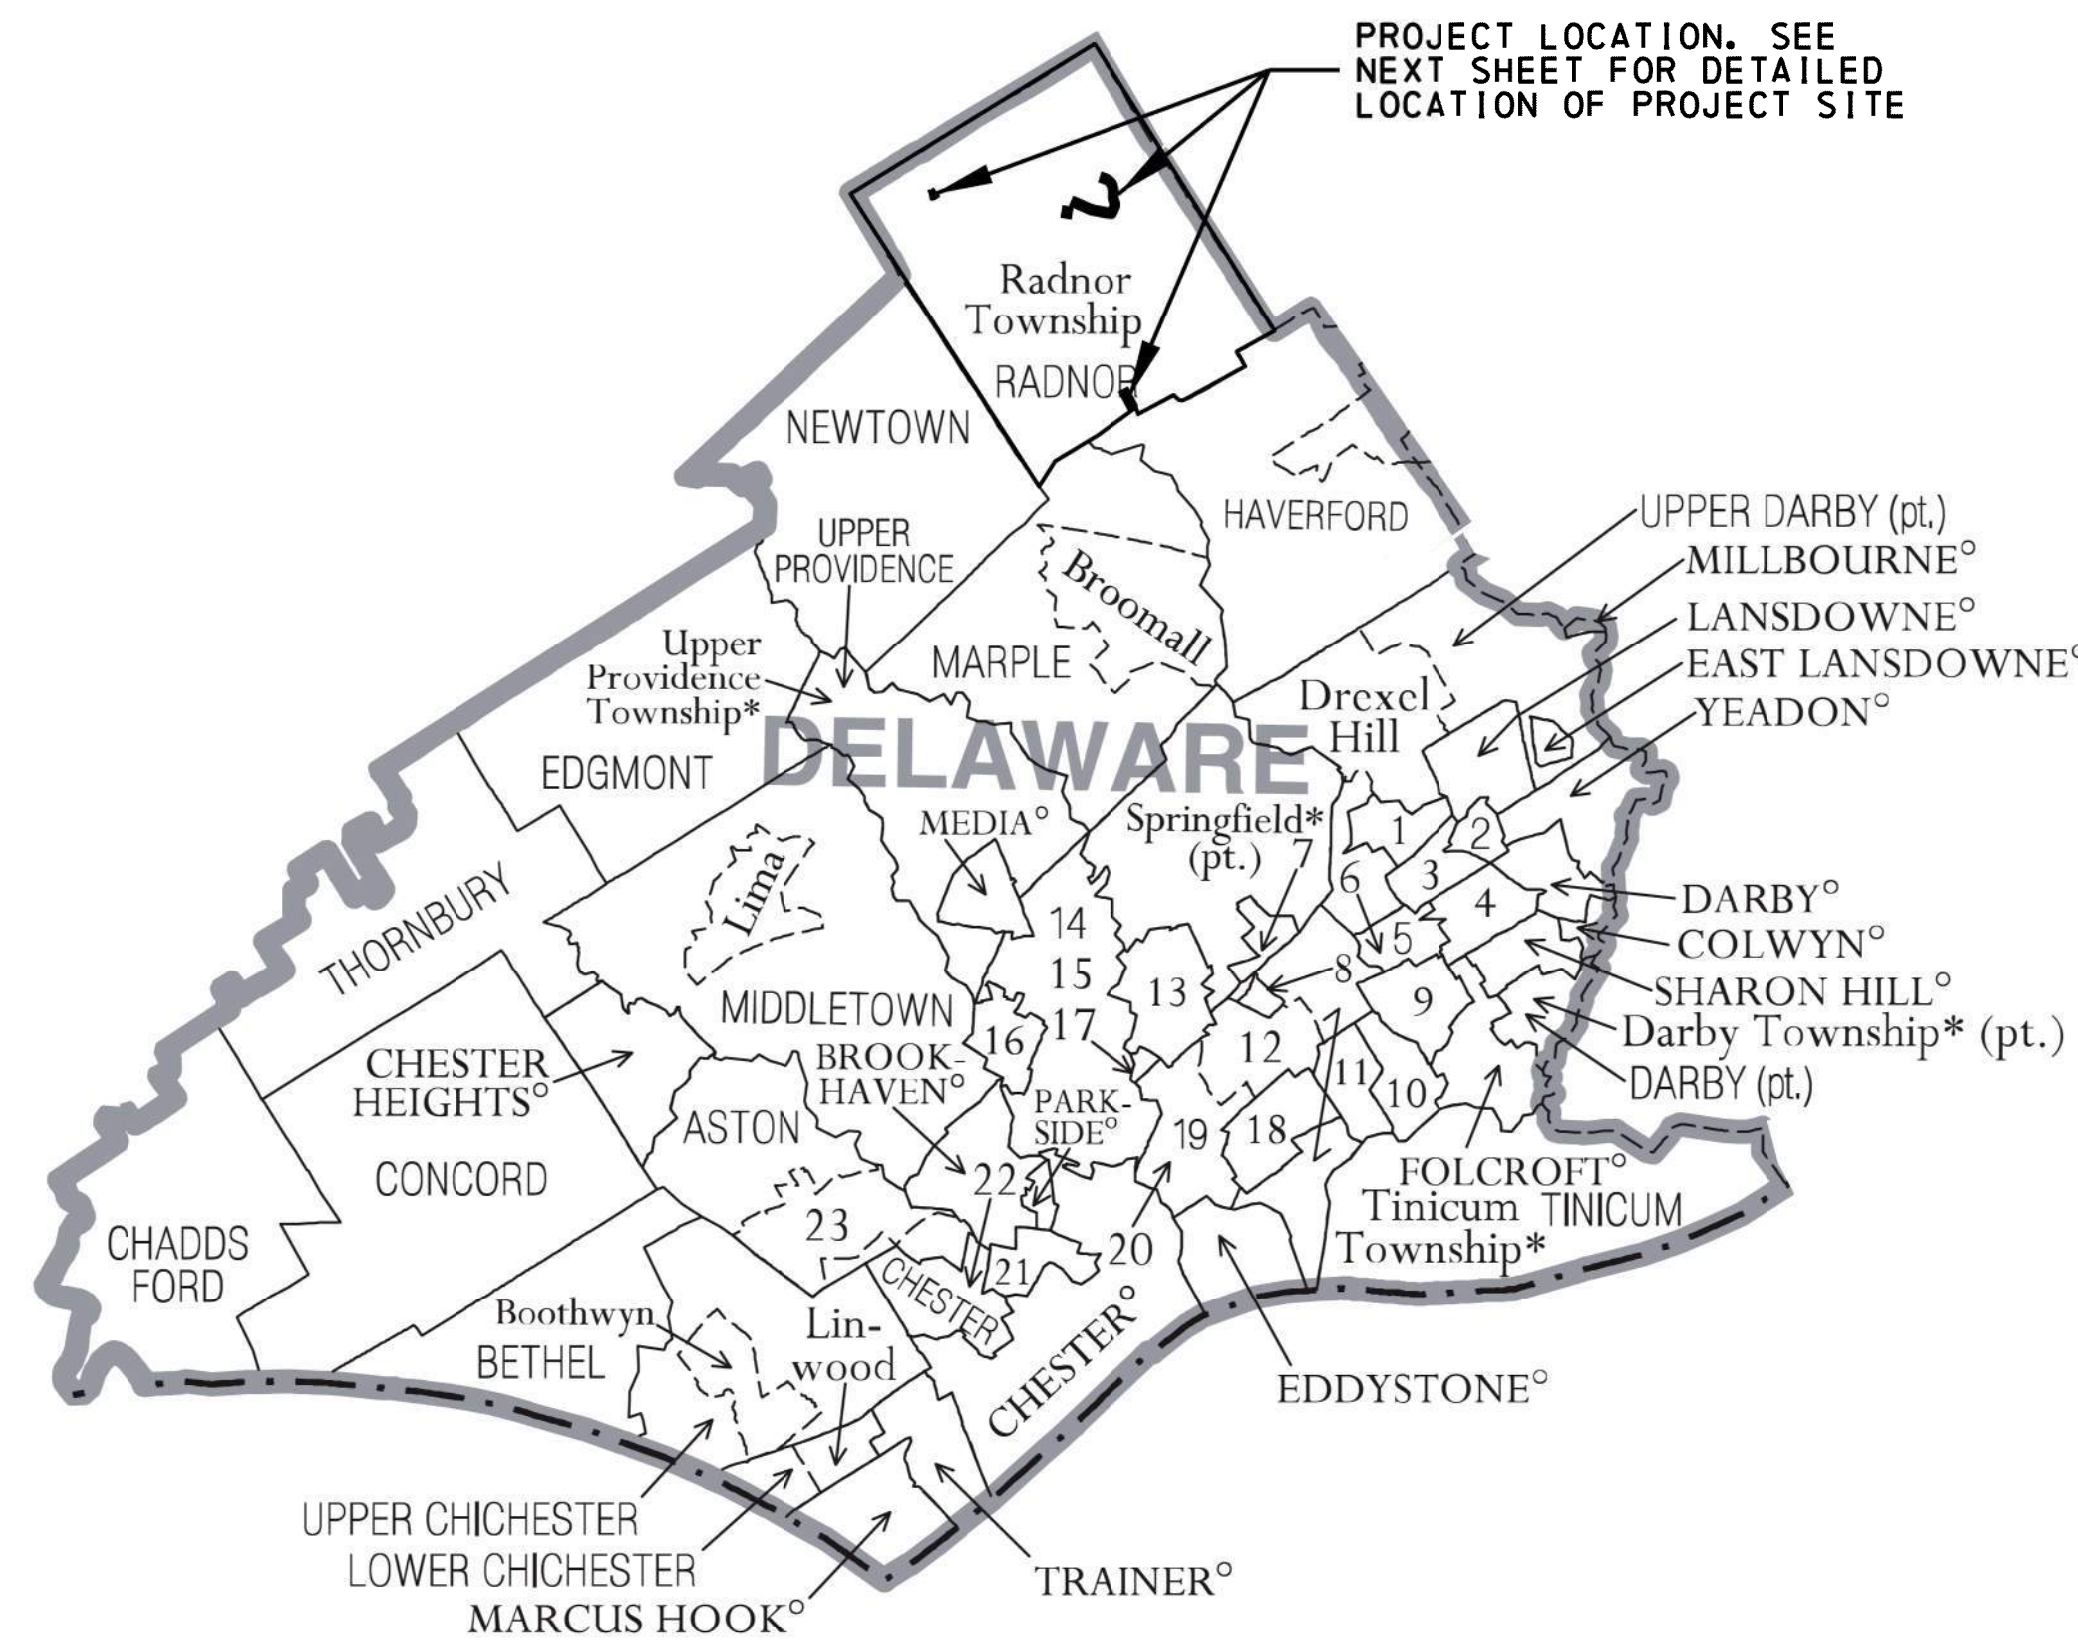 PROJECT LOCATION. SEE
NEXT SHEET FOR DETAILED
LOCATION OF PROJECT SITE
Radnor
Township
RADNOR
NEWTOWN
HAVERFORD
UPPER DARBY (pt.)
MILLBOURNE°
LANSDOWNE°
EAST LANSDOWNE°
YEADON°
UPPER
PROVIDENCE
Broomall
Upper
Providence
Township*
MARPLE
Drexel
Hill
EDGMONT
DELAWARE
MEDIA°
Springfield*
(pt.)
7
1
2
3
6
4
5
Lima
THORNBURY
14
15
13
8
9
DARBY°
COLWYN°
SHARON HILL°
Darby Township* (pt.)
DARBY (pt.)
MIDDLETOWN
16
17
12
11
10
CHESTER
HEIGHTS°
BROOK-
HAVEN°
PARK-
SIDE°
ASTON
19
18
FOLCROFT°
Tinicum
Township*
TINICUM
CONCORD
22
23
20
21
CHADDS
FORD
CHESTER
CHESTER°
Boothwyn
BETHEL
Lin-
wood
EDDYSTONE°
UPPER CHICHESTER
LOWER CHICHESTER
MARCUS HOOK°
TRAINER°